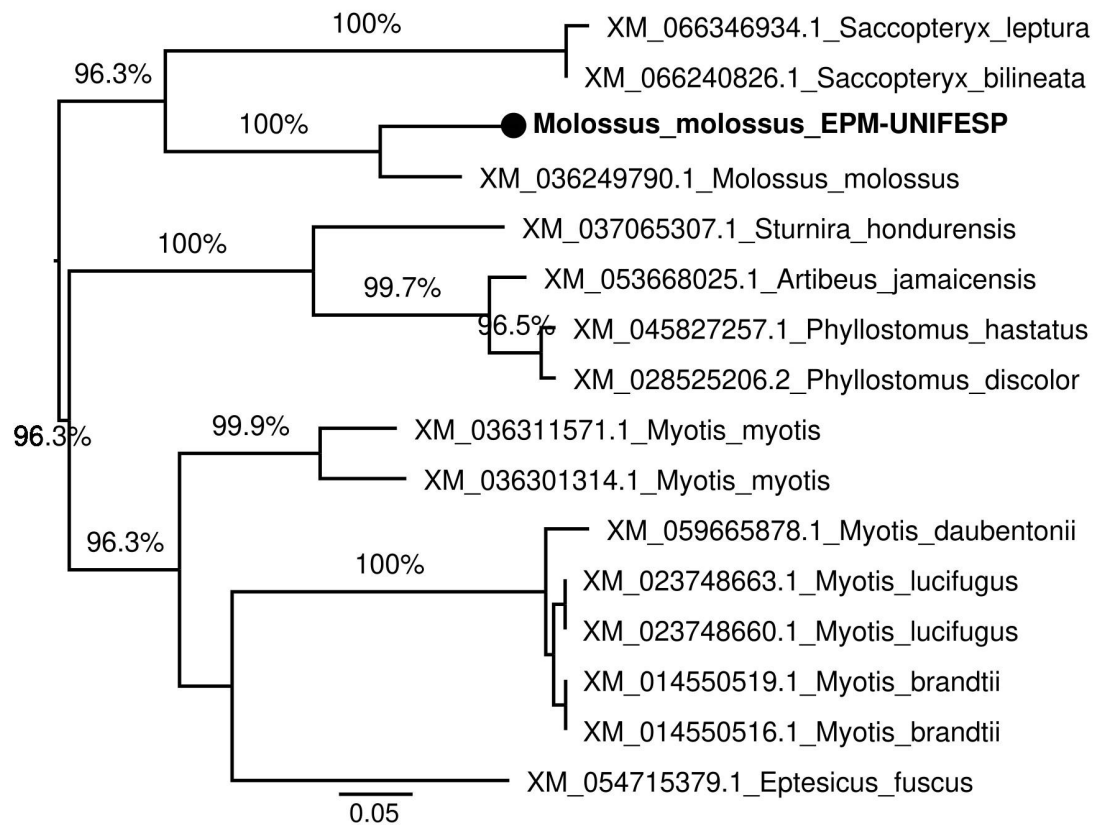 100%
XM_066346934.1_Saccopteryx_leptura
96.3%
XM_066240826.1_Saccopteryx_bilineata
100%
Molossus_molossus_EPM-UNIFESP
XM_036249790.1_Molossus_molossus
XM_037065307.1_Sturnira_hondurensis
100%
XM_053668025.1_Artibeus_jamaicensis
99.7%
96.5%
XM_045827257.1_Phyllostomus_hastatus
XM_028525206.2_Phyllostomus_discolor
96.3%
99.9%
XM_036311571.1_Myotis_myotis
XM_036301314.1_Myotis_myotis
96.3%
XM_059665878.1_Myotis_daubentonii
100%
XM_023748663.1_Myotis_lucifugus
XM_023748660.1_Myotis_lucifugus
XM_014550519.1_Myotis_brandtii
XM_014550516.1_Myotis_brandtii
XM_054715379.1_Eptesicus_fuscus
0.05